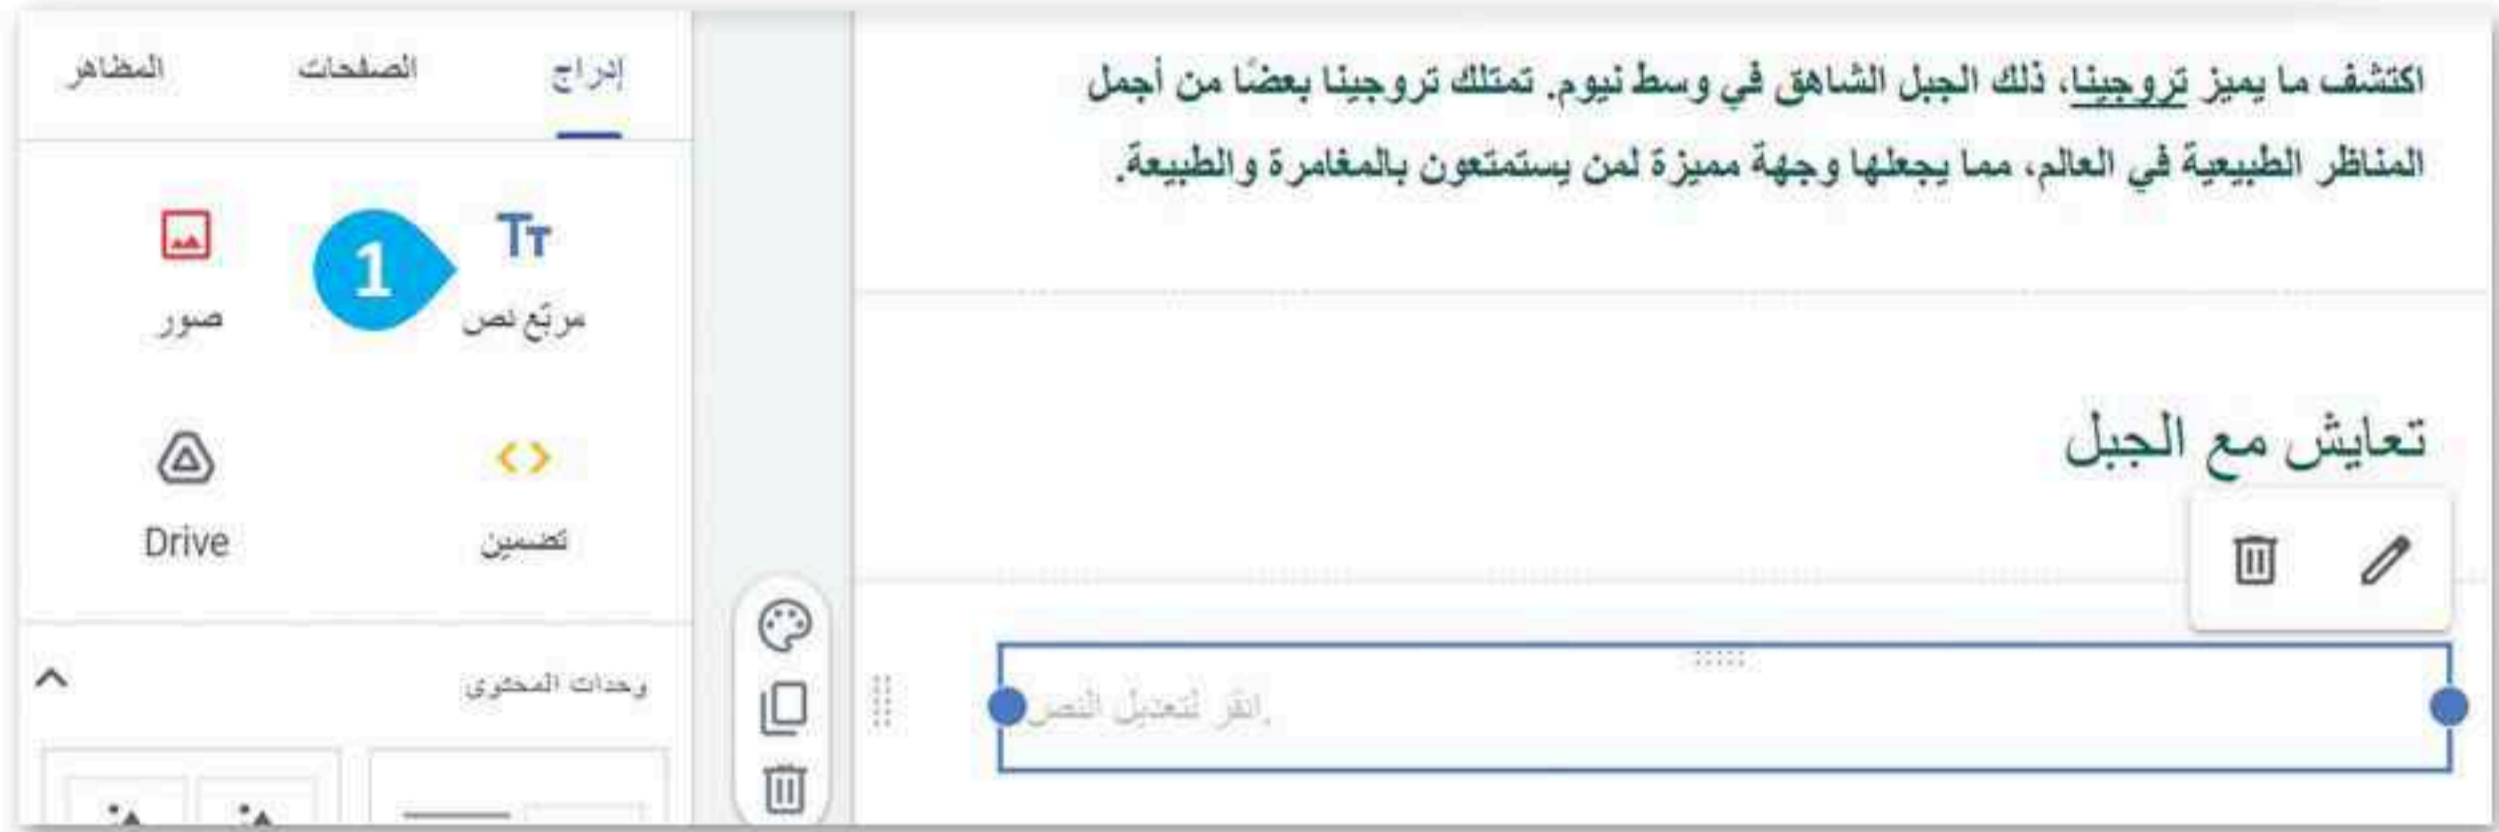 اكتشف ما يميز تروجينا، ذلك الجبل الشاهق في وسط نيوم. تمتلك تروجينا بعضًا من أجمل
المناظر الطبيعية في العالم، مما يجعلها وجهة مميزة لمن يستمتعون بالمغامرة والطبيعة.
تعايش مع الجبل
انقر لتعديل النص.
إدراج
الصفحات
المظاهر
مربّع نص
1
صور
تضمين
Drive
وحدات المحتوى